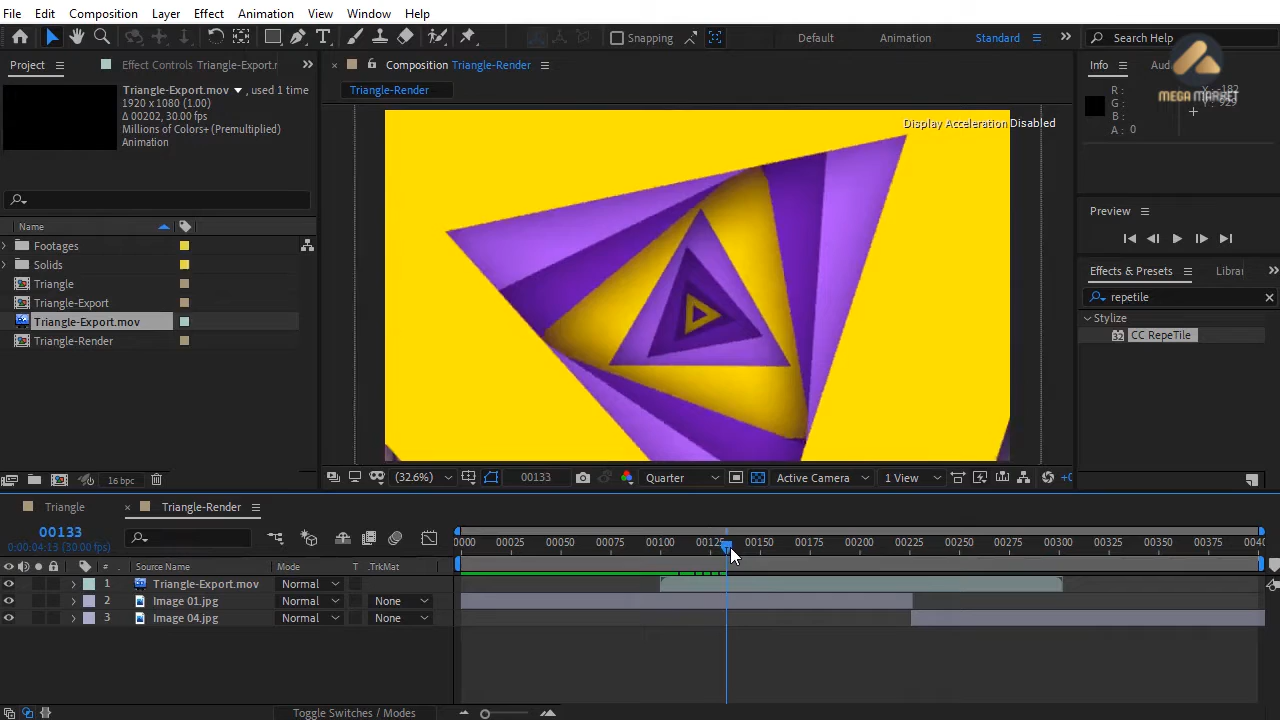 File Edit Composition Layer Effect Animation View Window Help
Snapping Default Animation Standard Search Help
Project Effect Controls Triangle-Export.r
Composition Triangle-Render
Info
MEGA MARKET
Triangle-Export.mov , used 1 time
1920 x 1080 (1.00)
Δ 00202, 30.00 fps
Millions of Colors+ (Premultiplied)
Animation
Triangle-Render
Display Acceleration Disabled
R :
G :
B :
A : 0
Preview
Effects & Presets Librai
repetile
Stylize
CC RepeTile
Name
Footages
Solids
Triangle
Triangle-Export
Triangle-Export.mov
Triangle-Render
16 bpc
(32.6%) 00133 Quarter Active Camera 1 View +0
Triangle Triangle-Render
00133
0:00:04:13 (30.00 fps)
0000 00025 00050 00075 00100 00125 00150 00175 00200 00225 00250 00275 00300 00325 00350 00375 0040
# Source Name Mode T TrkMat
1 Triangle-Export.mov Normal
2 Image 01.jpg Normal None
3 Image 04.jpg Normal None
Toggle Switches / Modes